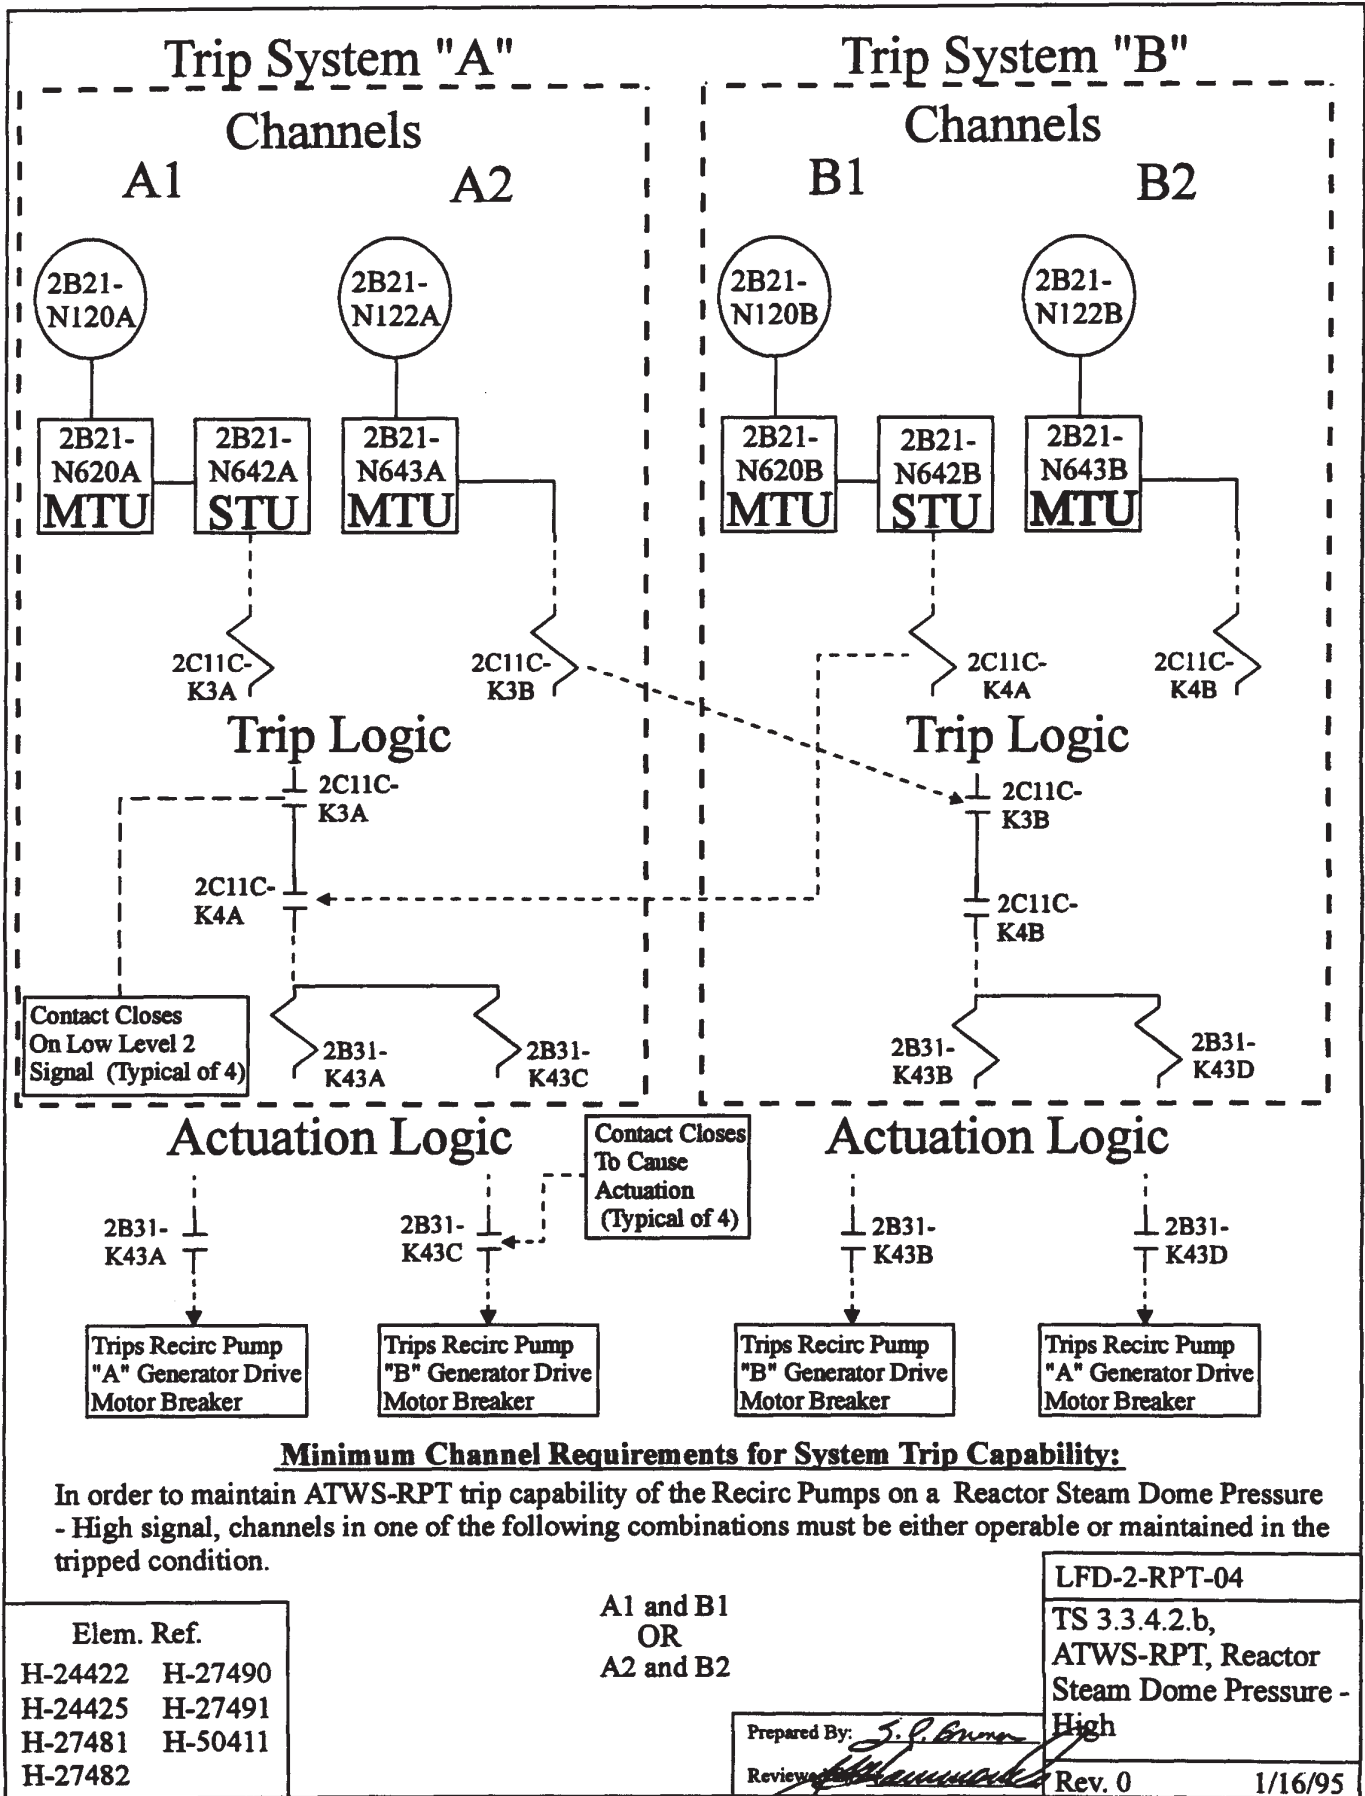 Trip System "A"
Trip System "B"
Channels
Channels
A1
A2
B1
B2
2B21-
N120A
2B21-
N122A
2B21-
N120B
2B21-
N122B
2B21-
N620A
MTU
2B21-
N642A
STU
2B21-
N643A
MTU
2B21-
N620B
MTU
2B21-
N642B
STU
2B21-
N643B
MTU
2C11C-
K3A
2C11C-
K3B
2C11C-
K4A
2C11C-
K4B
Trip Logic
Trip Logic
2C11C-
K3A
2C11C-
K3B
2C11C-
K4A
2C11C-
K4B
Contact Closes
On Low Level 2
Signal (Typical of 4)
2B31-
K43A
2B31-
K43C
2B31-
K43B
2B31-
K43D
Actuation Logic
Actuation Logic
Contact Closes
To Cause
Actuation
(Typical of 4)
2B31-
K43A
2B31-
K43C
2B31-
K43B
2B31-
K43D
Trips Recirc Pump
"A" Generator Drive
Motor Breaker
Trips Recirc Pump
"B" Generator Drive
Motor Breaker
Trips Recirc Pump
"B" Generator Drive
Motor Breaker
Trips Recirc Pump
"A" Generator Drive
Motor Breaker
Minimum Channel Requirements for System Trip Capability:
In order to maintain ATWS-RPT trip capability of the Recirc Pumps on a Reactor Steam Dome Pressure
- High signal, channels in one of the following combinations must be either operable or maintained in the
tripped condition.
A1 and B1
OR
A2 and B2
Elem. Ref.
H-24422 H-27490
H-24425 H-27491
H-27481 H-50411
H-27482
LFD-2-RPT-04
TS 3.3.4.2.b,
ATWS-RPT, Reactor
Steam Dome Pressure -
High
Prepared By:
Reviewed
Rev. 0 1/16/95